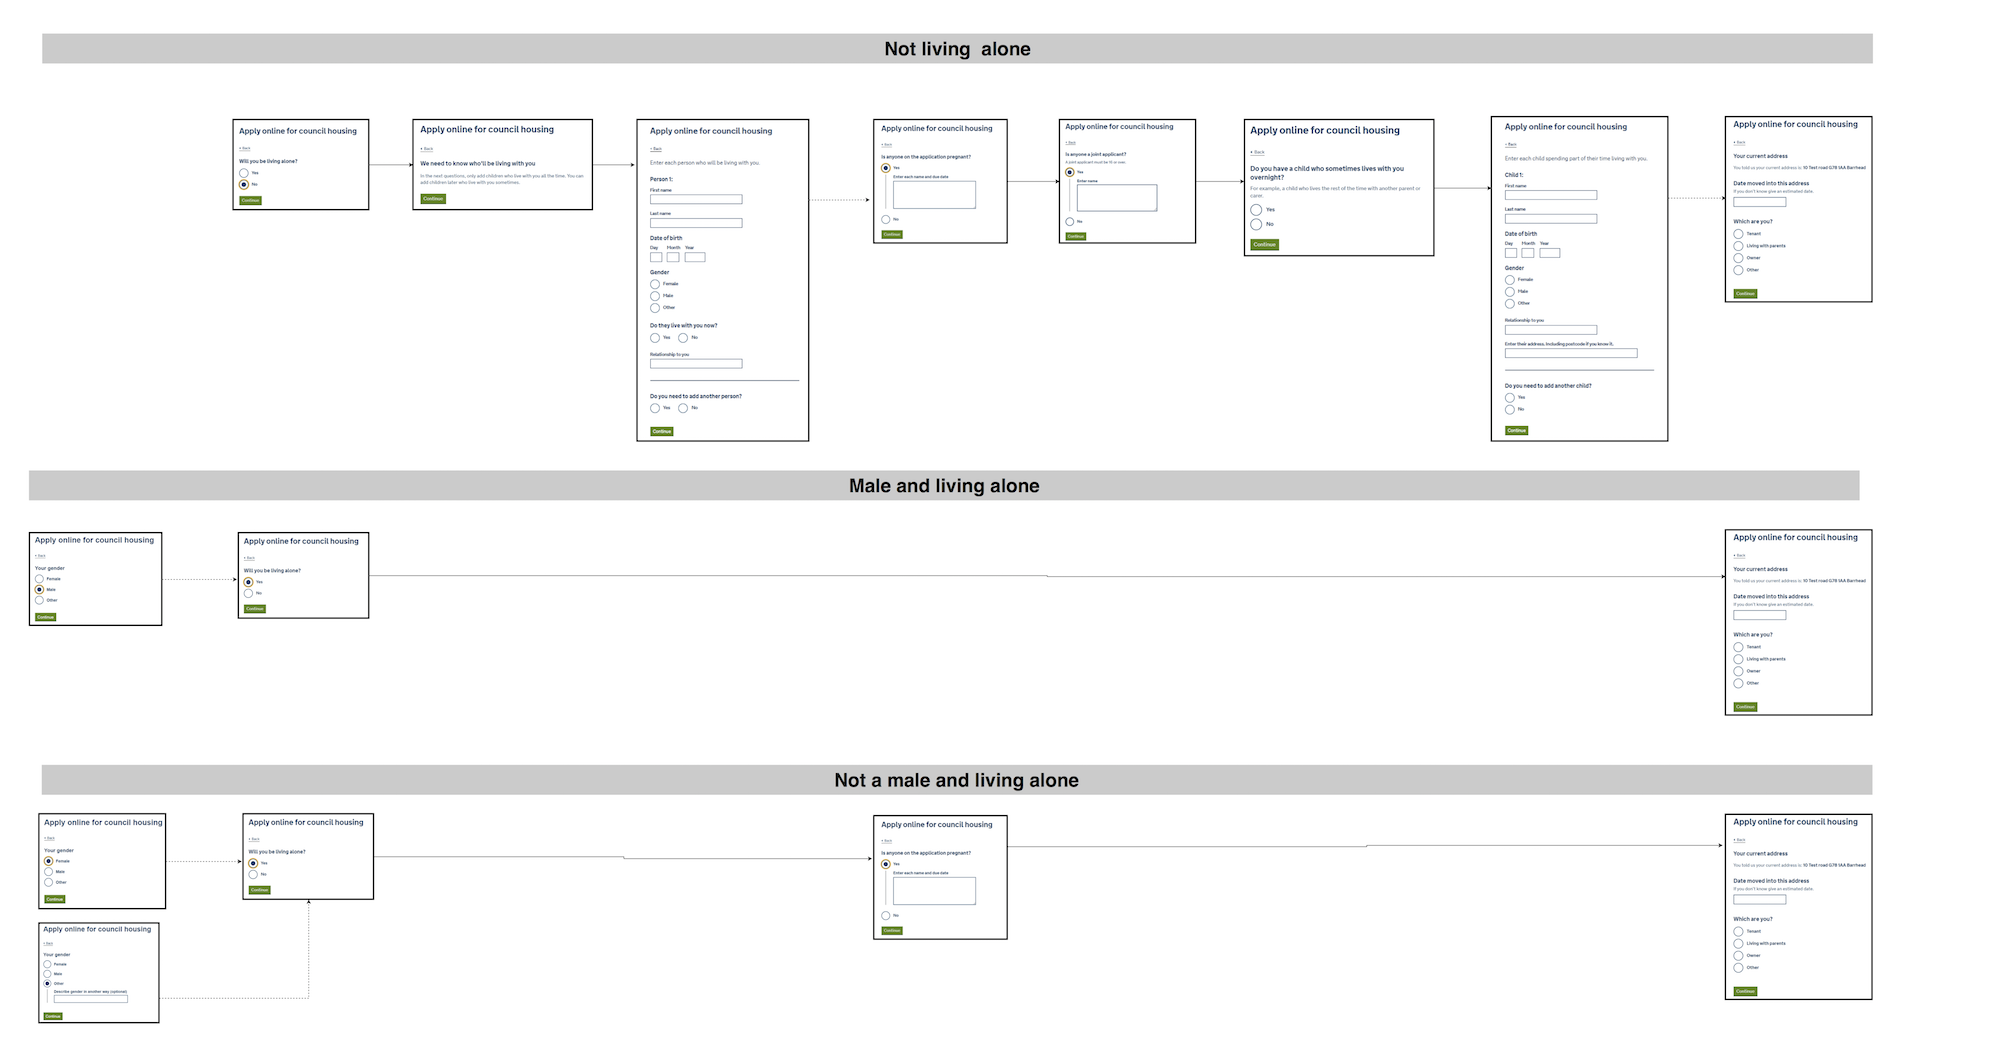 Not living  alone
Apply online for council housing
Back
Will you be living alone?
Yes
No
Continue
Apply online for council housing
Back
We need to know who'll be living with you
In the next questions, only add children who live with you all the time. You can
add children later who live with you sometimes.
Continue
Apply online for council housing
Back
Enter each person who will be living with you.
Person 1:
First name
Last name
Date of birth
Day Month Year
Gender
Female
Male
Other
Do they live with you now?
Yes No
Relationship to you
Do you need to add another person?
Yes No
Continue
Apply online for council housing
Back
Is anyone on the application pregnant?
Yes
Enter each name and due date
No
Continue
Apply online for council housing
Back
Is anyone a joint applicant?
A joint applicant must be 16 or over.
Yes
Enter name
No
Continue
Apply online for council housing
Back
Do you have a child who sometimes lives with you
overnight?
For example, a child who lives the rest of the time with another parent or
carer.
Yes
No
Continue
Apply online for council housing
Back
Enter each child spending part of their time living with you.
Child 1:
First name
Last name
Date of birth
Day Month Year
Gender
Female
Male
Other
Relationship to you
Enter their address. Including postcode if you know it.
Do you need to add another child?
Yes
No
Continue
Apply online for council housing
Back
Your current address
You told us your current address is: 10 Test road G78 1AA Barrhead
Date moved into this address
If you don't know give an estimated date.
Which are you?
Tenant
Living with parents
Owner
Other
Continue
Male and living alone
Apply online for council housing
Back
Your gender
Female
Male
Other
Continue
Apply online for council housing
Back
Will you be living alone?
Yes
No
Continue
Apply online for council housing
Back
Your current address
You told us your current address is: 10 Test road G78 1AA Barrhead
Date moved into this address
If you don't know give an estimated date.
Which are you?
Tenant
Living with parents
Owner
Other
Continue
Not a male and living alone
Apply online for council housing
Back
Your gender
Female
Male
Other
Continue
Apply online for council housing
Back
Your gender
Female
Male
Other
Describe gender in another way (optional)
Continue
Apply online for council housing
Back
Will you be living alone?
Yes
No
Continue
Apply online for council housing
Back
Is anyone on the application pregnant?
Yes
Enter each name and due date
No
Continue
Apply online for council housing
Back
Your current address
You told us your current address is: 10 Test road G78 1AA Barrhead
Date moved into this address
If you don't know give an estimated date.
Which are you?
Tenant
Living with parents
Owner
Other
Continue